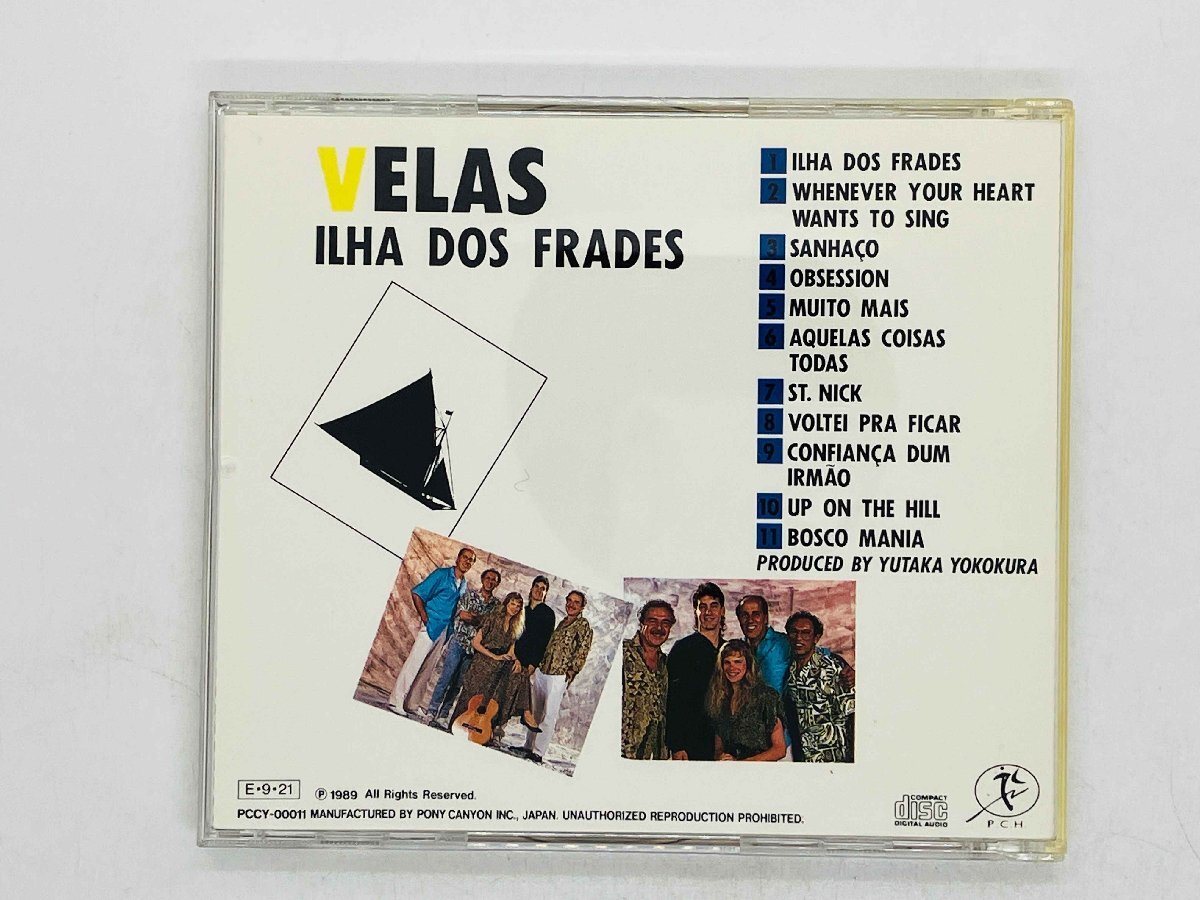 VELAS
ILHA DOS FRADES
1 ILHA DOS FRADES
2 WHENEVER YOUR HEART
WANTS TO SING
3 SANHAÇO
4 OBSESSION
5 MUITO MAIS
6 AQUELAS COISAS
TODAS
7 ST. NICK
8 VOLTEI PRA FICAR
9 CONFIANÇA DUM
IRMÃO
10 UP ON THE HILL
11 BOSCO MANIA
PRODUCED BY YUTAKA YOKOKURA
E•9•21
Ⓟ 1989 All Rights Reserved.
PCCY-00011 MANUFACTURED BY PONY CANYON INC., JAPAN. UNAUTHORIZED REPRODUCTION PROHIBITED.
COMPACT
disc
DIGITAL AUDIO
P.C.H.